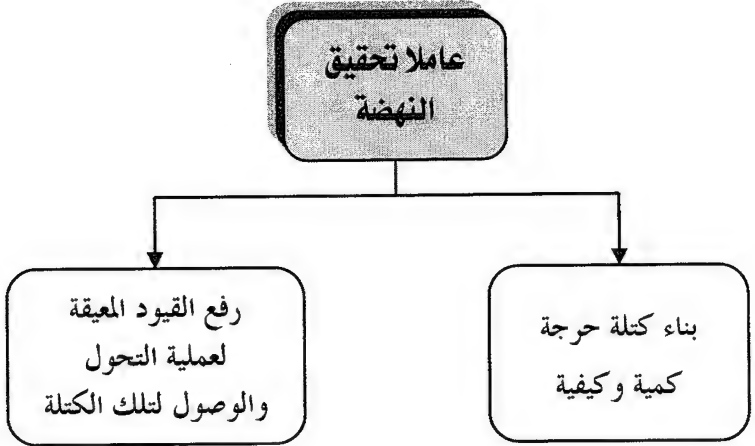 عاملا تحقيق
النهضة
بناء كتلة حرجة
كمية وكيفية
رفع القيود المعيقة
لعملية التحول
والوصول لتلك الكتلة